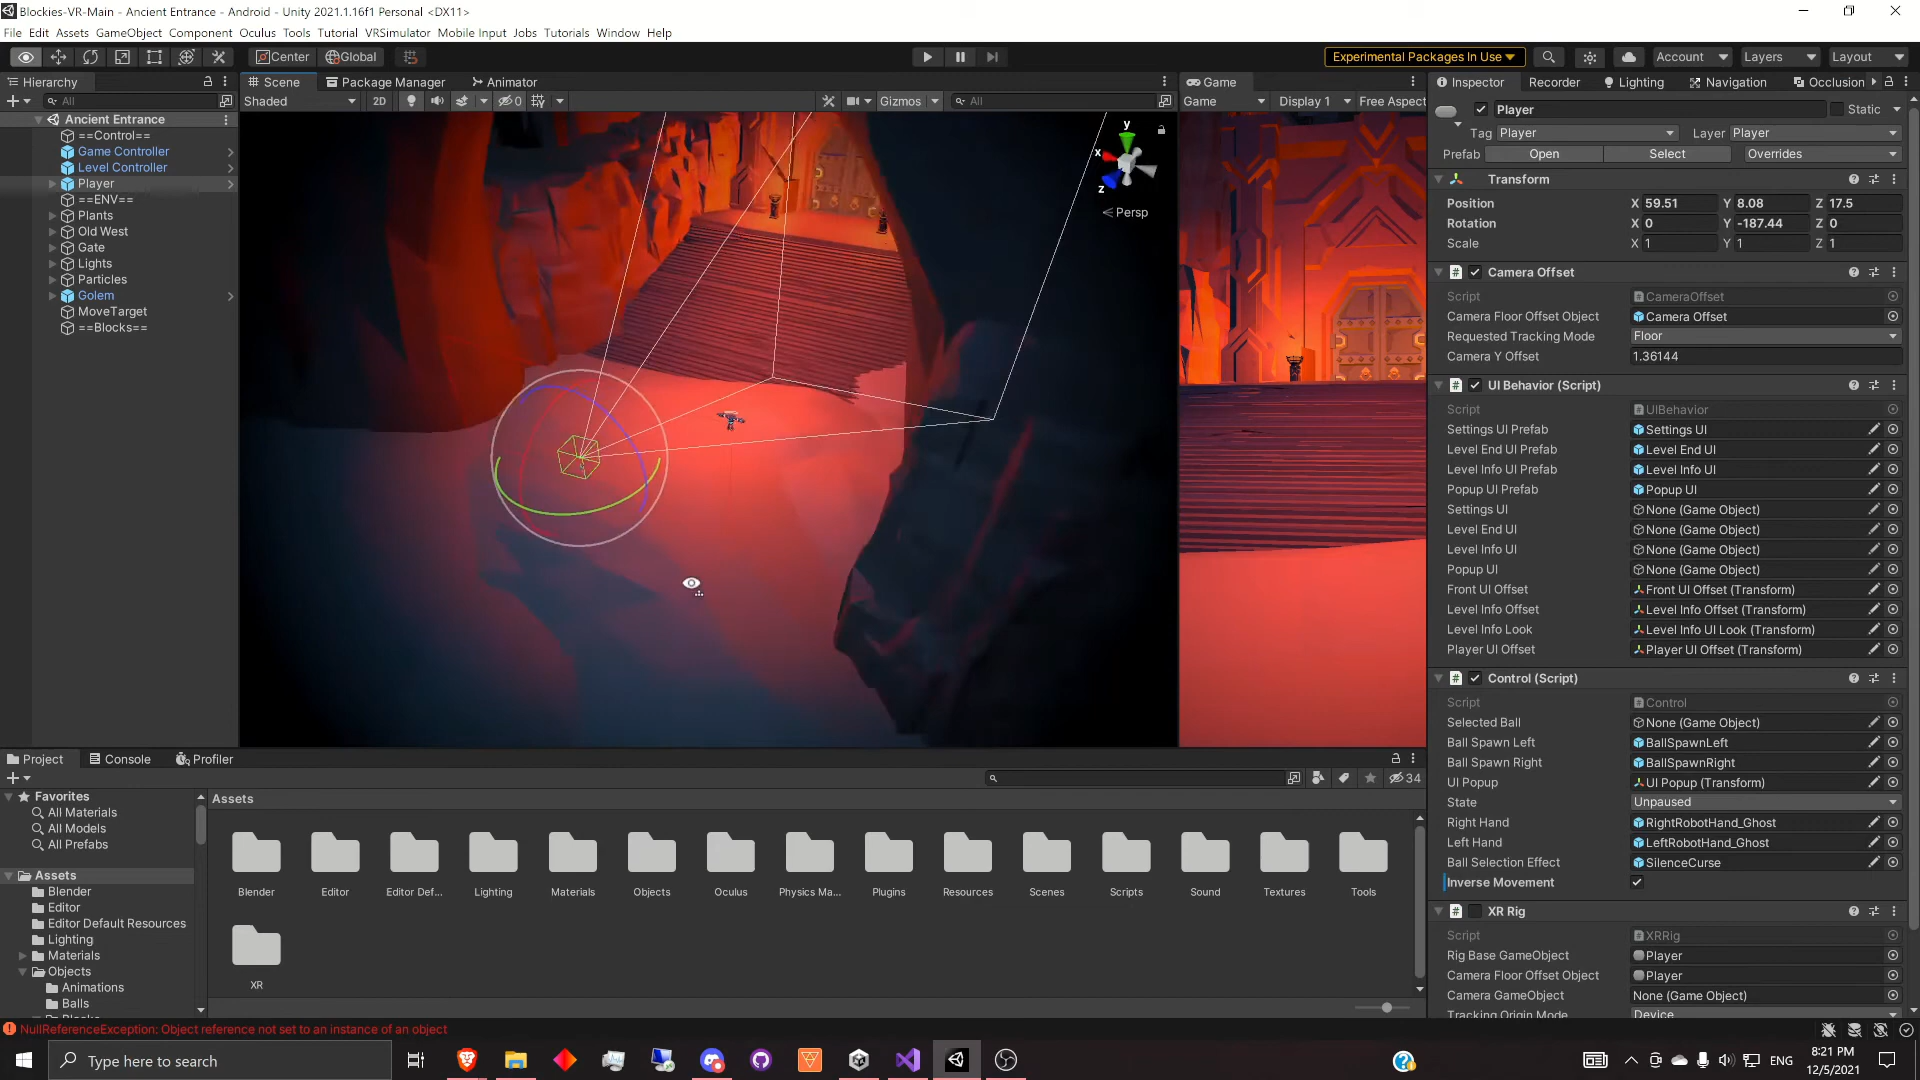 Blockies-VR-Main - Ancient Entrance - Android - Unity 2021.1.16f1 Personal <DX11>
File Edit Assets GameObject Component Oculus Tools Tutorial VRSimulator Mobile Input Jobs Tutorials Window Help
Center Global Experimental Packages In Use Account Layers Layout
Hierarchy Scene Package Manager Animator Game Inspector Recorder Lighting Navigation Occlusion
All Shaded 2D 0 Gizmos All Game Display 1 Free Aspect Player Static
Tag Player Layer Player
Prefab Open Select Overrides
Ancient Entrance
==Control==
Game Controller
Level Controller
Player
==ENV==
Plants
Old West
Gate
Lights
Particles
Golem
MoveTarget
==Blocks==
y
x
z
Persp
Transform
Position X 59.51 Y 8.08 Z 17.5
Rotation X 0 Y -187.44 Z 0
Scale X 1 Y 1 Z 1
Camera Offset
Script CameraOffset
Camera Floor Offset Object Camera Offset
Requested Tracking Mode Floor
Camera Y Offset 1.36144
UI Behavior (Script)
Script UIBehavior
Settings UI Prefab Settings UI
Level End UI Prefab Level End UI
Level Info UI Prefab Level Info UI
Popup UI Prefab Popup UI
Settings UI None (Game Object)
Level End UI None (Game Object)
Level Info UI None (Game Object)
Popup UI None (Game Object)
Front UI Offset Front UI Offset (Transform)
Level Info Offset Level Info Offset (Transform)
Level Info Look Level Info UI Look (Transform)
Player UI Offset Player UI Offset (Transform)
Control (Script)
Script Control
Selected Ball None (Game Object)
Ball Spawn Left BallSpawnLeft
Ball Spawn Right BallSpawnRight
UI Popup UI Popup (Transform)
State Unpaused
Right Hand RightRobotHand_Ghost
Left Hand LeftRobotHand_Ghost
Ball Selection Effect SilenceCurse
Inverse Movement
XR Rig
Script XRRig
Rig Base GameObject Player
Camera Floor Offset Object Player
Camera GameObject None (Game Object)
Tracking Origin Mode Device
Project Console Profiler
34
Favorites
All Materials
All Models
All Prefabs
Assets
Blender
Editor
Editor Default Resources
Lighting
Materials
Objects
Animations
Balls
Assets
Blender Editor Editor Def... Lighting Materials Objects Oculus Physics Ma... Plugins Resources Scenes Scripts Sound Textures Tools
XR
NullReferenceException: Object reference not set to an instance of an object
Type here to search
ENG
8:21 PM
12/5/2021